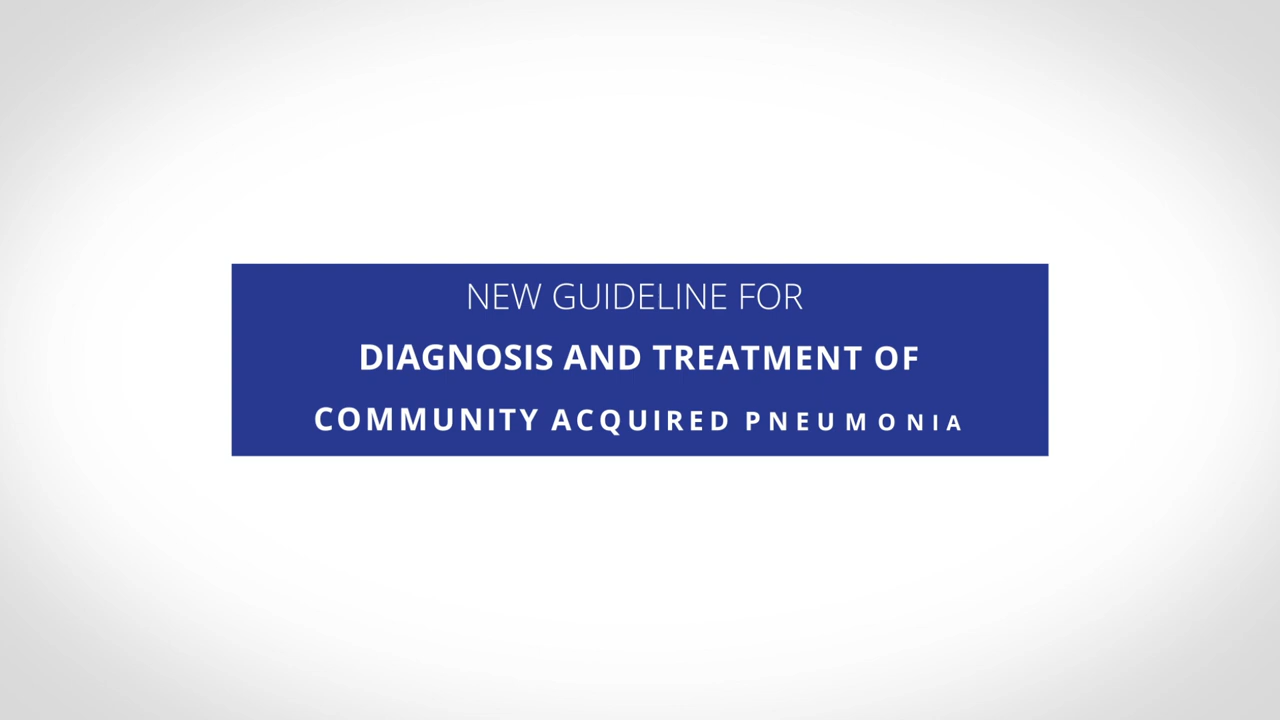 NEW GUIDELINE FOR
DIAGNOSIS AND TREATMENT OF
COMMUNITY ACQUIRED PNEUMONIA